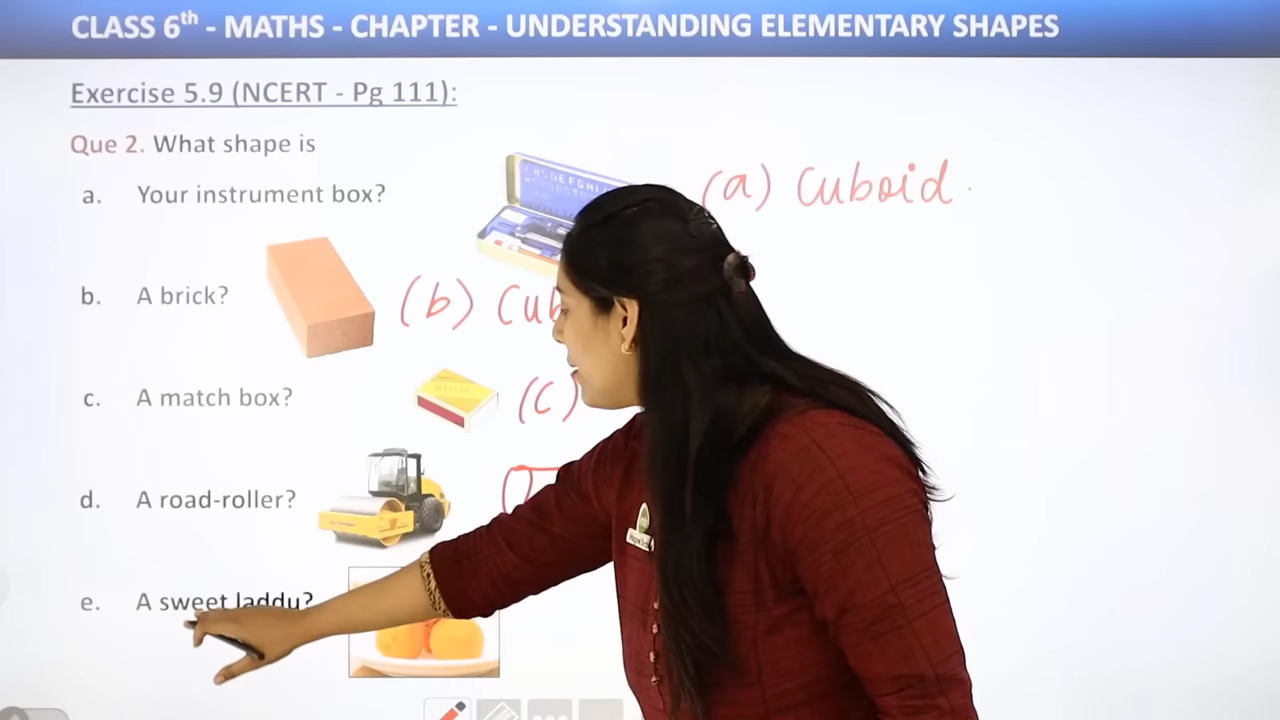 CLASS 6th - MATHS - CHAPTER - UNDERSTANDING ELEMENTARY SHAPES
Exercise 5.9 (NCERT - Pg 111):
Que 2. What shape is
a. Your instrument box? (a) Cuboid.
b. A brick? (b) Cub
c. A match box? (c)
d. A road-roller?
e. A sweet laddu?